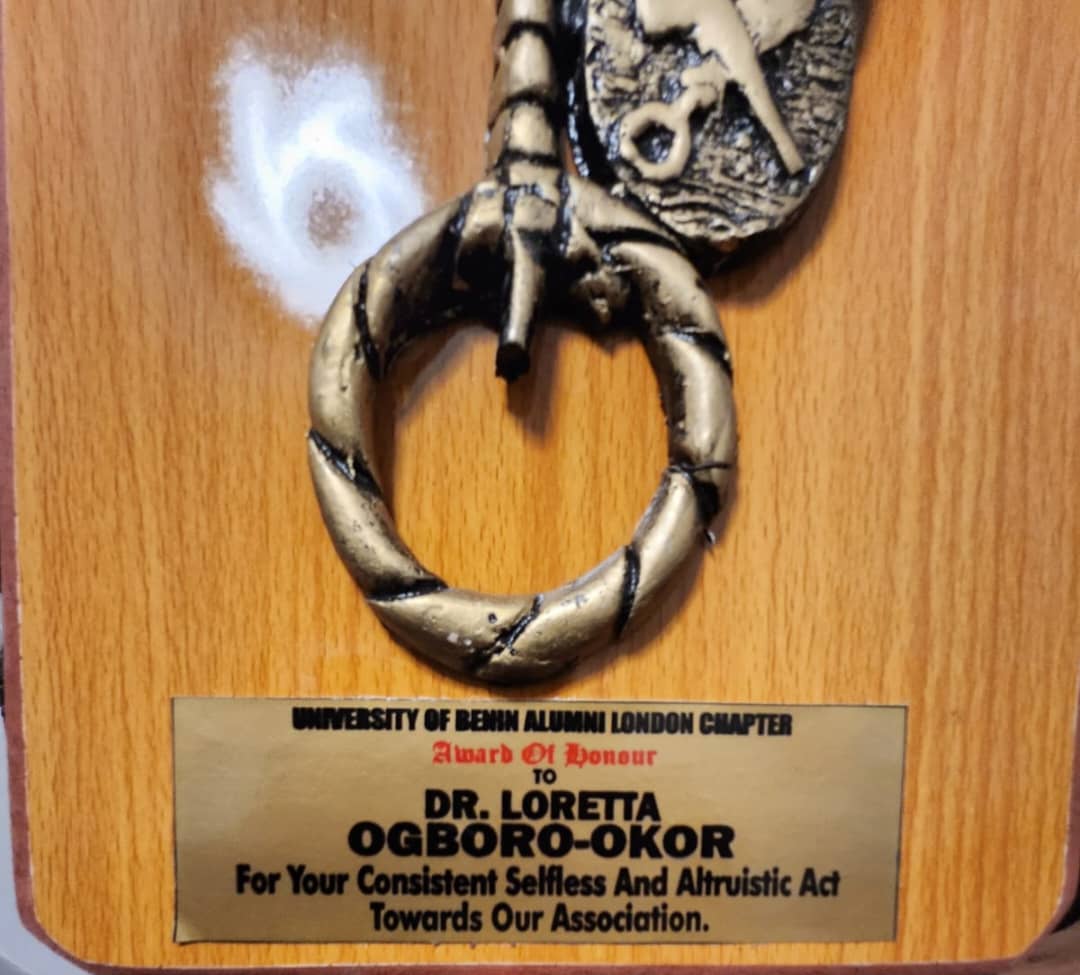 UNIVERSITY OF BENIN ALUMNI LONDON CHAPTER
Award Of Honour
TO
DR. LORETTA
OGBORO-OKOR
For Your Consistent Selfless And Altruistic Act
Towards Our Association.